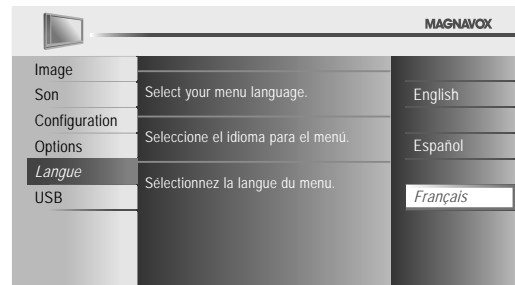 MAGNAVOX
Image
Son
Configuration
Options
Langue
USB
Select your menu language.
Seleccione el idioma para el menú.
Sélectionnez la langue du menu.
English
Español
Français